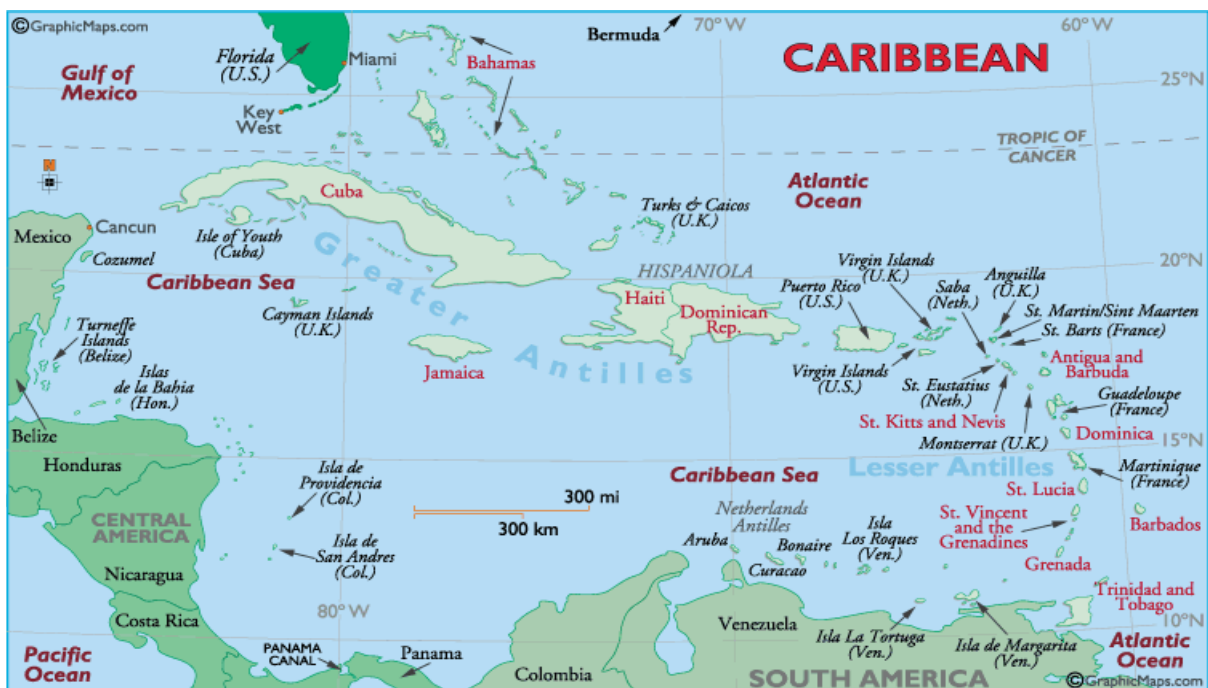 ©GraphicMaps.com
Bermuda
70°W
60°W
CARIBBEAN
Florida
(U.S.)
Miami
Bahamas
Gulf of
Mexico
25°N
Key
West
TROPIC OF
CANCER
N
Cuba
Atlantic
Ocean
Turks & Caicos
(U.K.)
Mexico
Cancun
Isle of Youth
(Cuba)
Cozumel
Greater
Antilles
Caribbean Sea
HISPANIOLA
Virgin Islands
(U.K.)
20°N
Puerto Rico
(U.S.)
Saba
(Neth.)
Anguilla
(U.K.)
Haiti
Dominican
Rep.
Cayman Islands
(U.K.)
St. Martin/Sint Maarten
St. Barts (France)
Turneffe
Islands
(Belize)
Jamaica
Virgin Islands
(U.S.)
Antigua and
Barbuda
Islas
de la Bahia
(Hon.)
St. Eustatius
(Neth.)
Guadeloupe
(France)
St. Kitts and Nevis
Belize
Montserrat (U.K.)
Dominica
15°N
Honduras
Isla de
Providencia
(Col.)
Caribbean Sea
Lesser Antilles
Martinique
(France)
St. Lucia
300 mi
300 km
Netherlands
Antilles
Isla
Los Roques
(Ven.)
St. Vincent
and the
Grenadines
Barbados
CENTRAL
AMERICA
Isla de
San Andres
(Col.)
Aruba
Bonaire
Curacao
Grenada
Nicaragua
Trinidad and
Tobago
80°W
Costa Rica
Venezuela
10°N
Isla La Tortuga
(Ven.)
Isla de Margarita
(Ven.)
Atlantic
Ocean
Pacific
Ocean
PANAMA
CANAL
Panama
Colombia
SOUTH AMERICA
©GraphicMaps.com